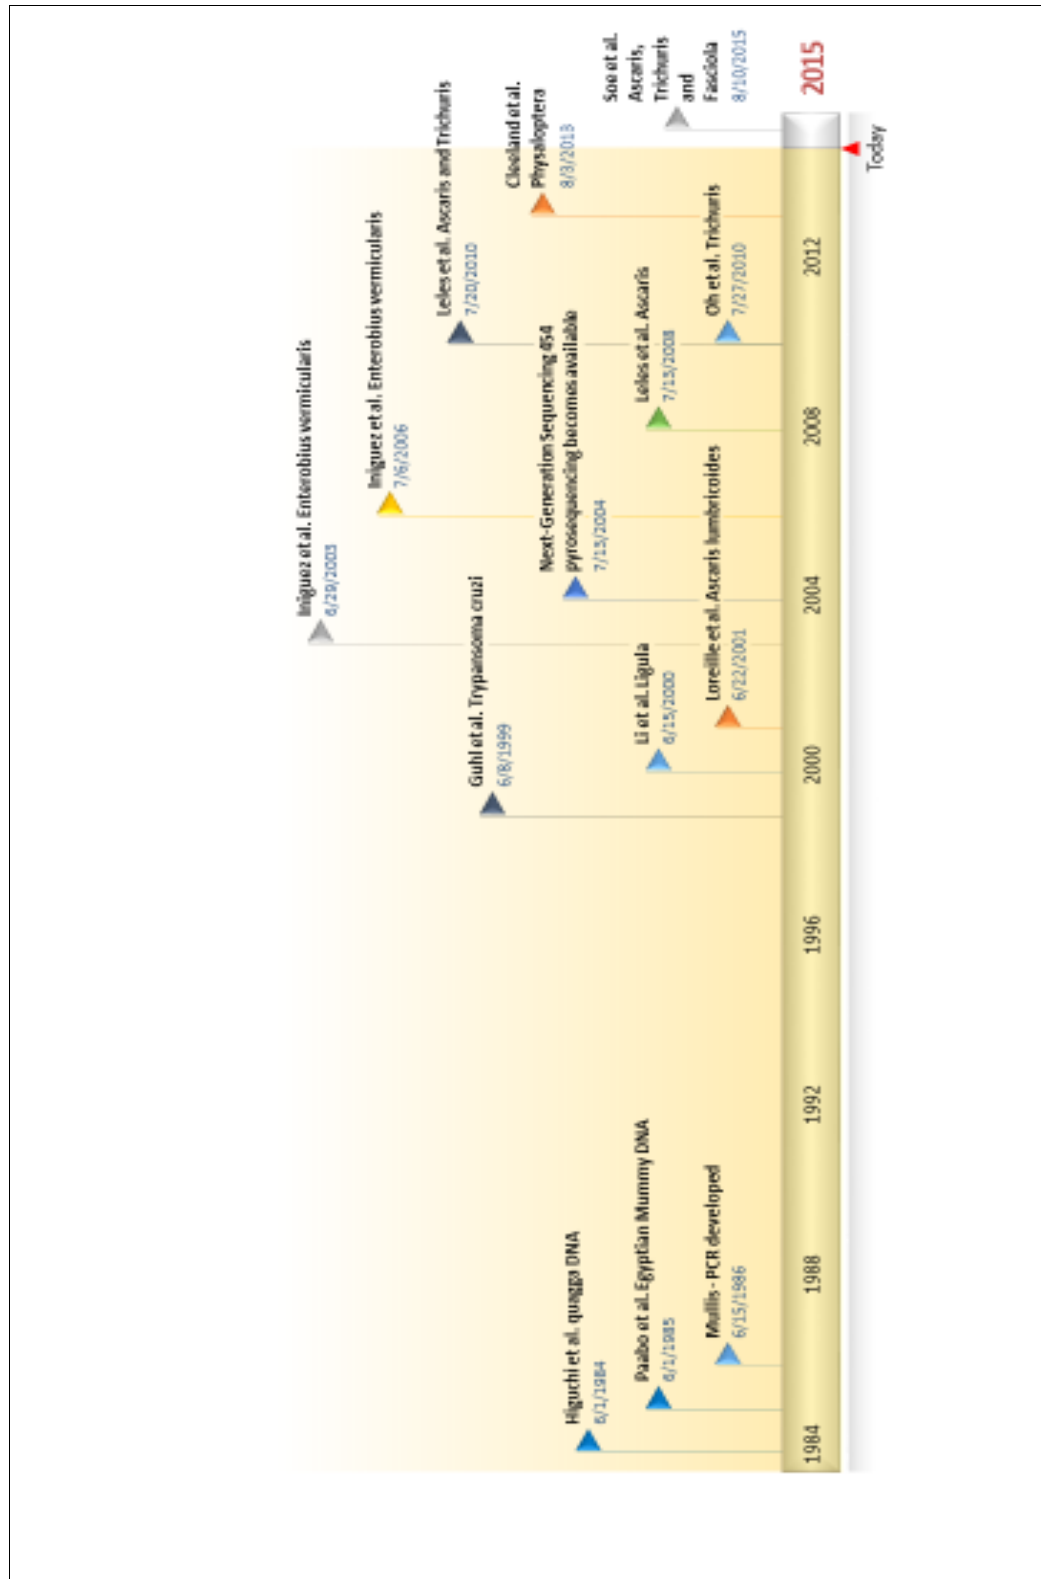 Iniguez et al. Enterobius vermicularis
6/29/2003
Iniguez et al. Enterobius vermicularis
7/6/2006
Leles et al. Ascaris and Trichuris
7/20/2010
Guhl et al. Trypansoma cruzi
6/8/1999
Cleeland et al.
Physaloptera
8/3/2013
Next-Generation Sequencing 454
pyrosequencing becomes available
7/13/2004
Higuchi et al. quagga DNA
6/1/1984
Soe et al.
Ascaris,
Trichuris
and
Fasciola
8/10/2015
Paabo et al. Egyptian Mummy DNA
6/1/1985
Li et al. Ligula
6/15/2000
Leles et al. Ascaris
7/13/2008
Mullis - PCR developed
6/15/1986
Loreille et al. Ascaris lumbricoides
6/22/2001
Oh et al. Trichuris
7/27/2010
1984 1988 1992 1996 2000 2004 2008 2012 2015
Today